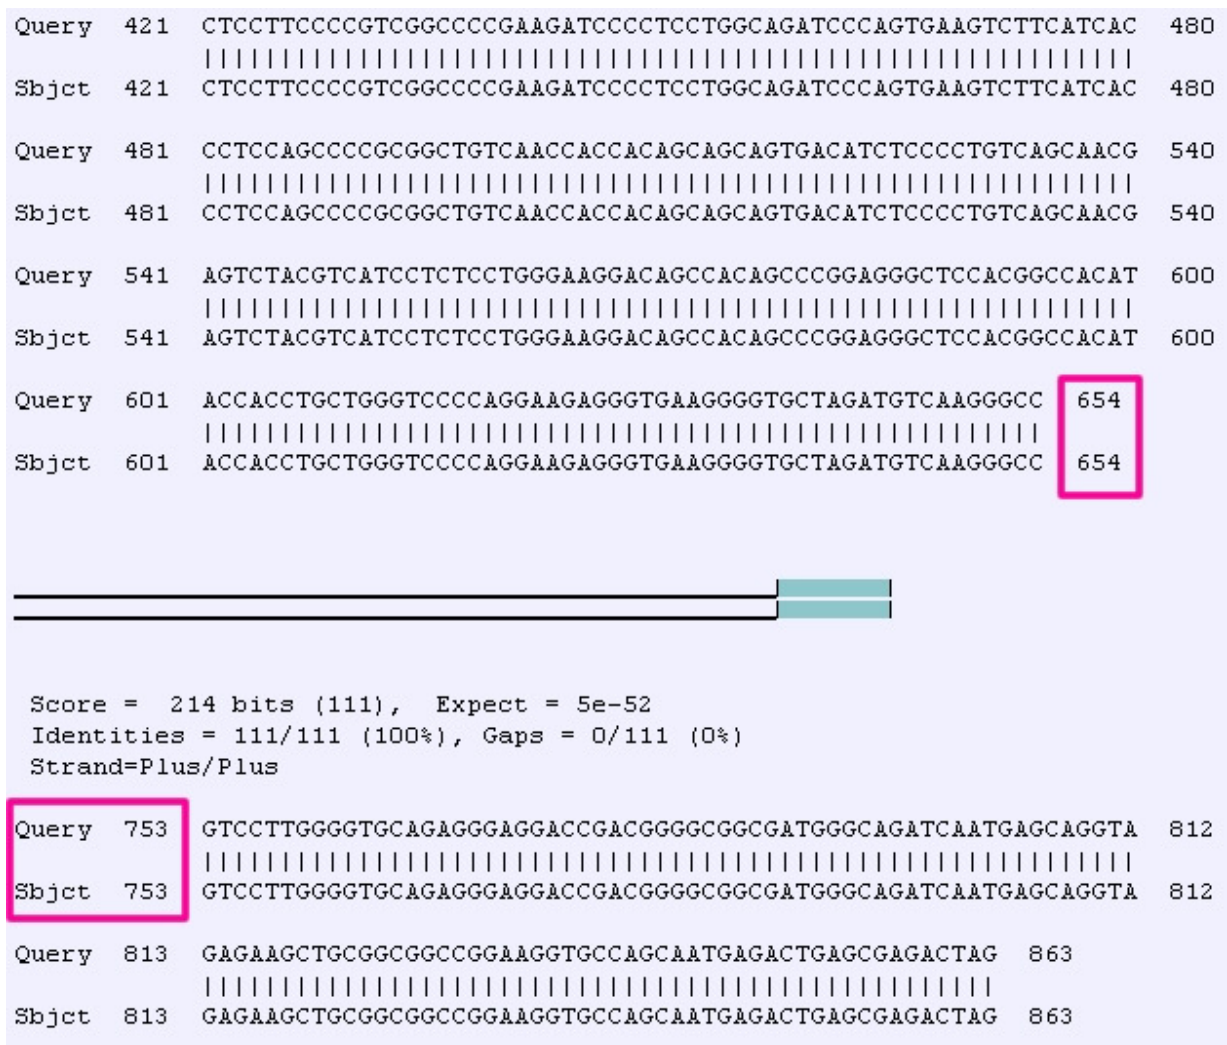 Query 421 CTCCTTCCCCGTCGGCCCCGAAGATCCCCTCCTGGCAGATCCCAGTGAAGTCTTCATCAC 480
||||||||||||||||||||||||||||||||||||||||||||||||||||||||||||
Sbjct 421 CTCCTTCCCCGTCGGCCCCGAAGATCCCCTCCTGGCAGATCCCAGTGAAGTCTTCATCAC 480
Query 481 CCTCCAGCCCCGCGGCTGTCAACCACCACAGCAGCAGTGACATCTCCCCTGTCAGCAACG 540
||||||||||||||||||||||||||||||||||||||||||||||||||||||||||||
Sbjct 481 CCTCCAGCCCCGCGGCTGTCAACCACCACAGCAGCAGTGACATCTCCCCTGTCAGCAACG 540
Query 541 AGTCTACGTCATCCTCTCCTGGGAAGGACAGCCACAGCCCGGAGGGCTCCACGGCCACAT 600
||||||||||||||||||||||||||||||||||||||||||||||||||||||||||||
Sbjct 541 AGTCTACGTCATCCTCTCCTGGGAAGGACAGCCACAGCCCGGAGGGCTCCACGGCCACAT 600
Query 601 ACCACCTGCTGGGTCCCCAGGAAGAGGGTGAAGGGGTGCTAGATGTCAAGGGCC 654
||||||||||||||||||||||||||||||||||||||||||||||||||||||
Sbjct 601 ACCACCTGCTGGGTCCCCAGGAAGAGGGTGAAGGGGTGCTAGATGTCAAGGGCC 654
Score = 214 bits (111), Expect = 5e-52
Identities = 111/111 (100%), Gaps = 0/111 (0%)
Strand=Plus/Plus
Query 753 GTCCTTGGGGTGCAGAGGGAGGACCGACGGGGCGGCGATGGGCAGATCAATGAGCAGGTA 812
||||||||||||||||||||||||||||||||||||||||||||||||||||||||||||
Sbjct 753 GTCCTTGGGGTGCAGAGGGAGGACCGACGGGGCGGCGATGGGCAGATCAATGAGCAGGTA 812
Query 813 GAGAAGCTGCGGCGGCCGGAAGGTGCCAGCAATGAGACTGAGCGAGACTAG 863
|||||||||||||||||||||||||||||||||||||||||||||||||||
Sbjct 813 GAGAAGCTGCGGCGGCCGGAAGGTGCCAGCAATGAGACTGAGCGAGACTAG 863